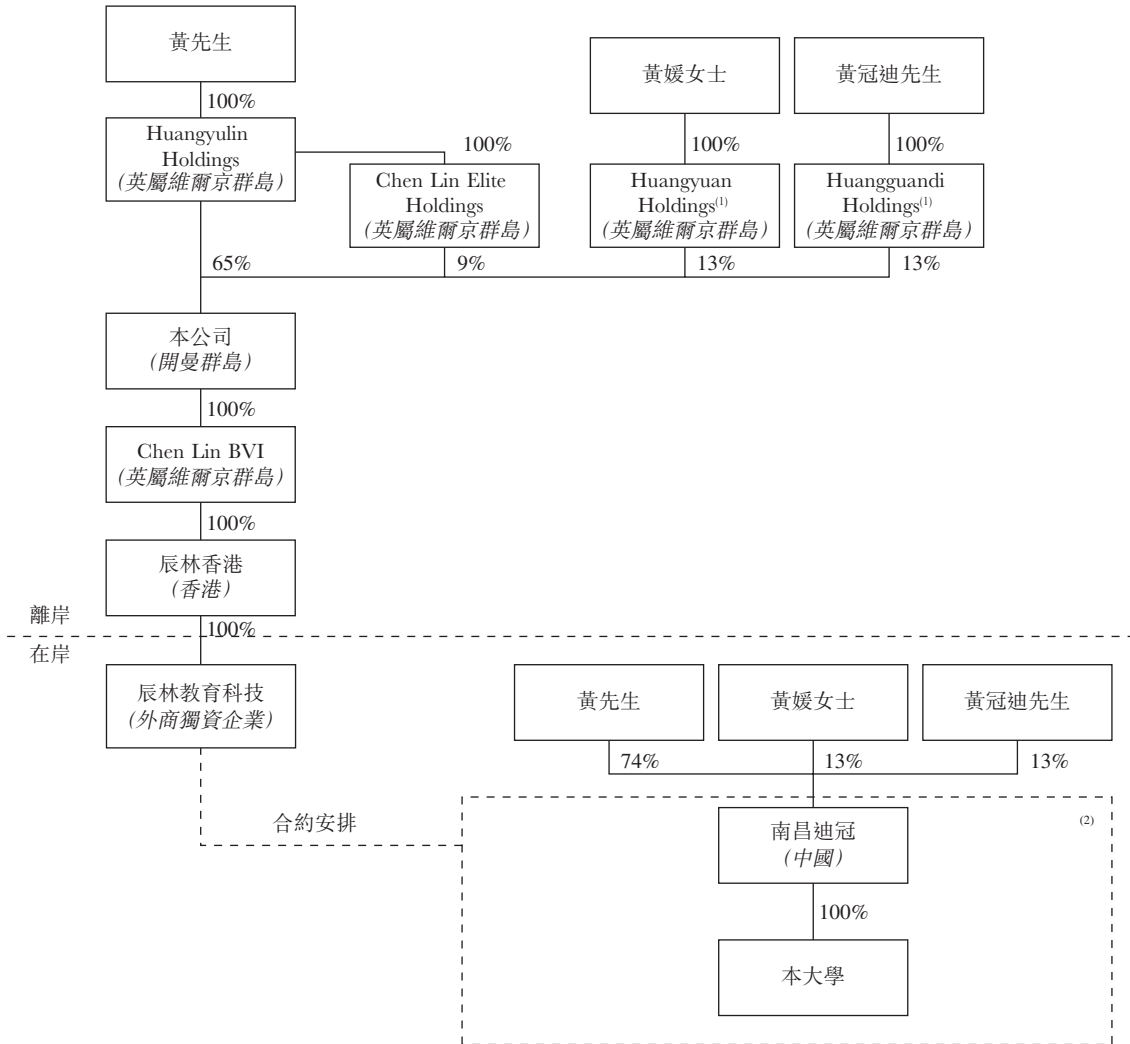 黃先生
100%
Huangyulin
Holdings
(英屬維爾京群島)
100%
Chen Lin Elite
Holdings
(英屬維爾京群島)
黃媛女士
100%
Huangyuan
Holdings(1)
(英屬維爾京群島)
黃冠迪先生
100%
Huangguandi
Holdings(1)
(英屬維爾京群島)
65%
9%
13%
13%
本公司
(開曼群島)
100%
Chen Lin BVI
(英屬維爾京群島)
100%
辰林香港
(香港)
離岸
100%
在岸
辰林教育科技
(外商獨資企業)
黃先生
黃媛女士
黃冠迪先生
74%
13%
13%
合約安排
南昌迪冠
(中國)
(2)
100%
本大學